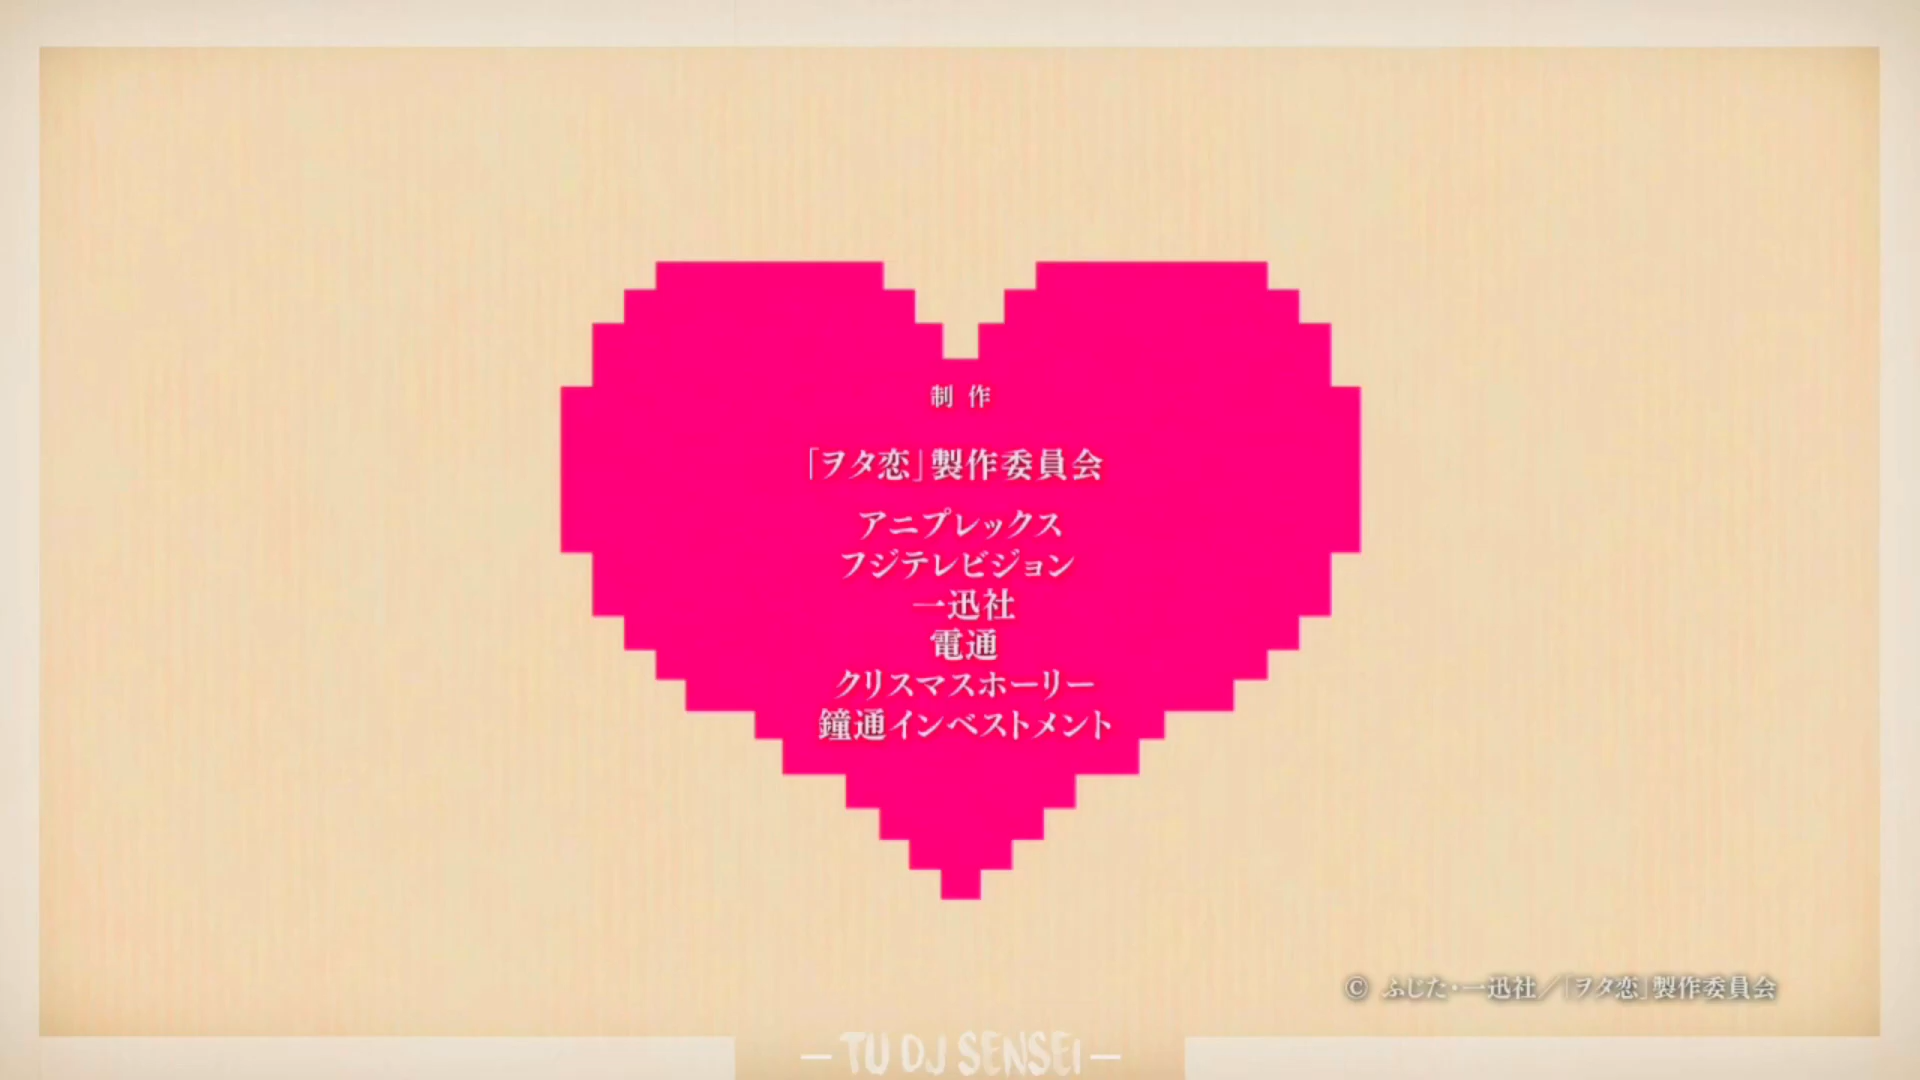 制作
「ヲタ恋」製作委員会
アニプレックス
フジテレビジョン
一迅社
電通
クリスマスホーリー
鐘通インベストメント
© ふじた・一迅社／「ヲタ恋」製作委員会
— TU DJ SENSEI —